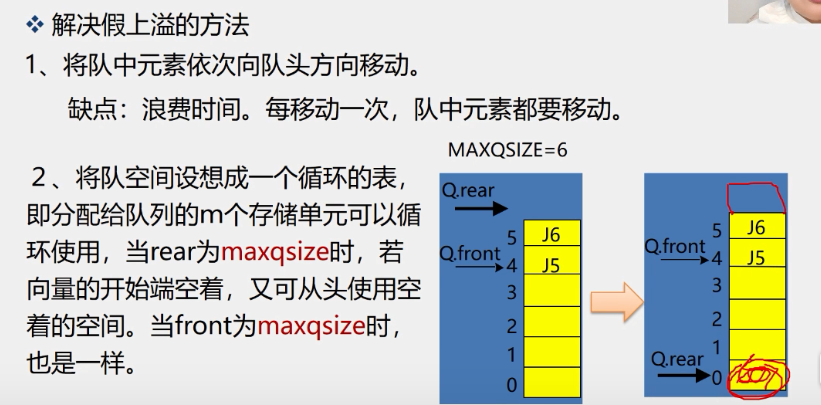 ❖ 解决假上溢的方法
1、将队中元素依次向队头方向移动。
缺点：浪费时间。每移动一次，队中元素都要移动。
2、将队空间设想成一个循环的表，
即分配给队列的m个存储单元可以循
环使用，当rear为maxqsize时，若
向量的开始端空着，又可从头使用空
着的空间。当front为maxqsize时，
也是一样。
MAXQSIZE=6
Q.rear
5 J6
Q.front 4 J5
3
2
1
0
5 J6
Q.front 4 J5
3
2
1
Q.rear 0